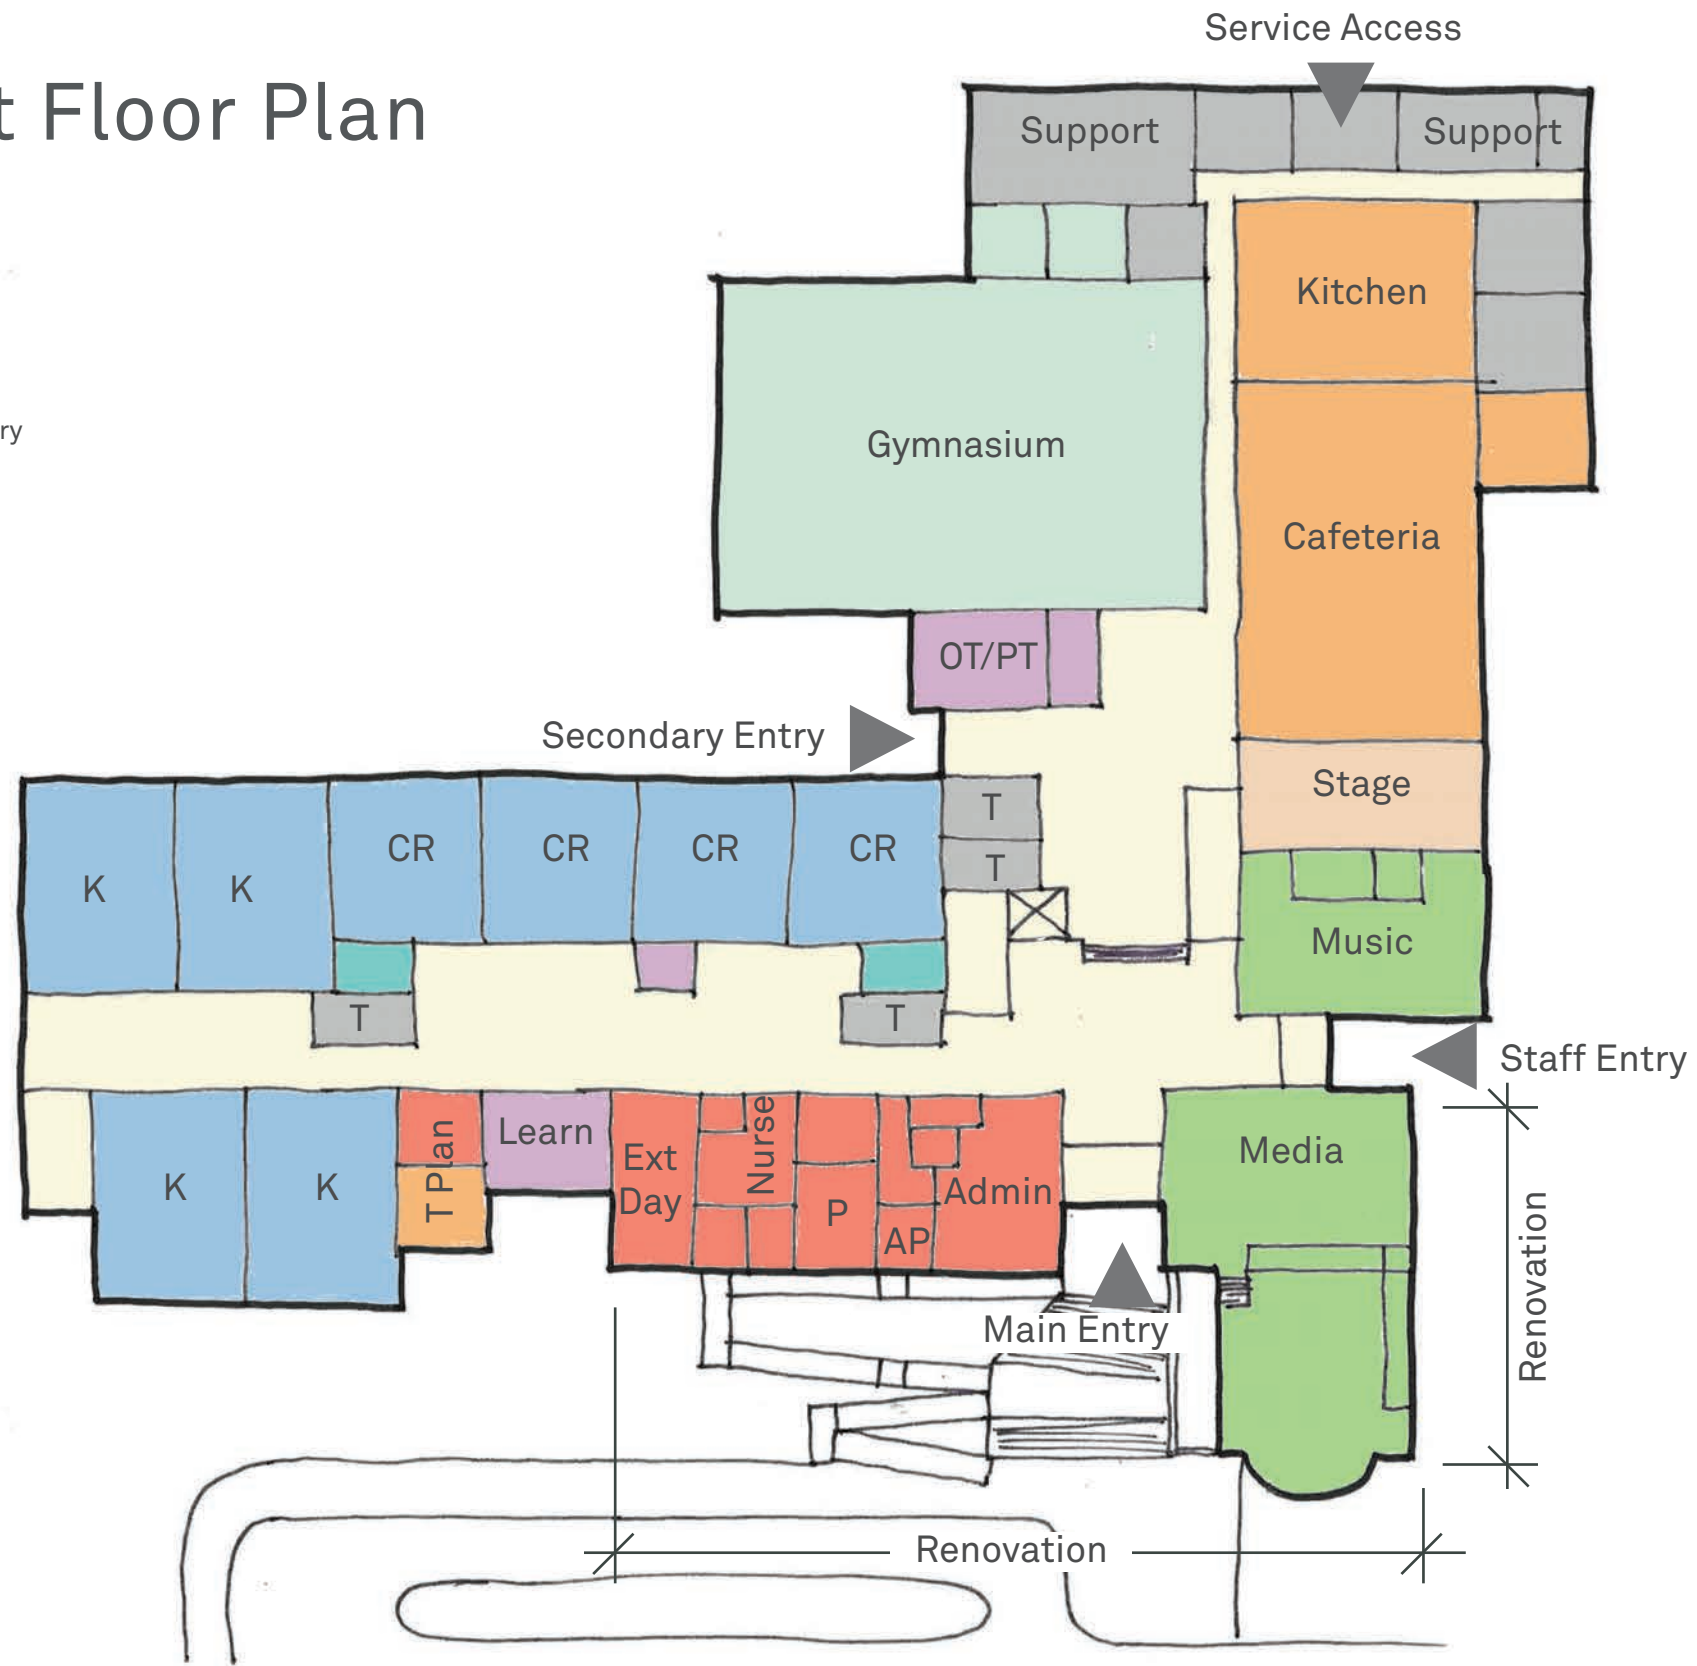 Service Access
t Floor Plan
Support
Support
Kitchen
ry
Gymnasium
Cafeteria
OT/PT
Secondary Entry
Stage
T
T
CR
CR
CR
CR
K
K
Music
T
T
Staff Entry
Learn
Nurse
Ext
Day
T Plan
K
K
P
AP
Admin
Media
Renovation
Main Entry
Renovation